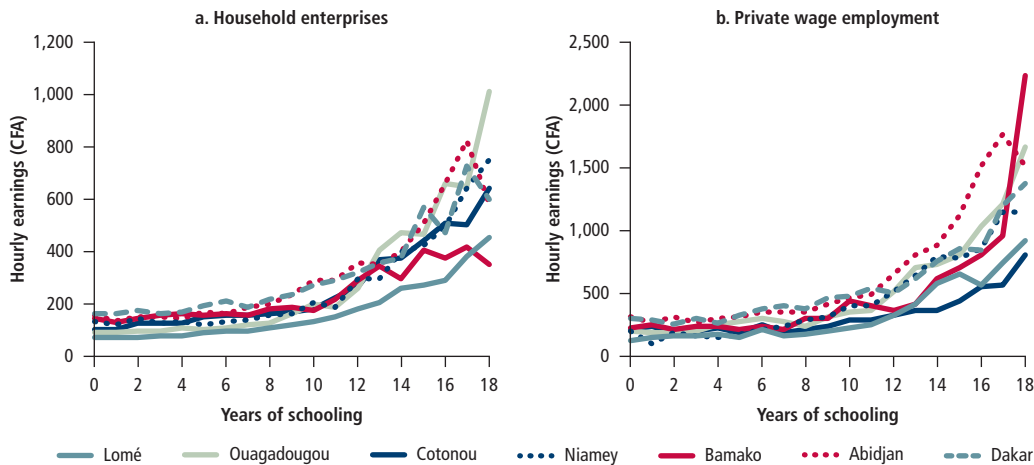 a. Household enterprises
Hourly earnings (CFA)
1,200
1,000
800
600
400
200
0
0 2 4 6 8 10 12 14 16 18
Years of schooling
b. Private wage employment
Hourly earnings (CFA)
2,500
2,000
1,500
1,000
500
0
0 2 4 6 8 10 12 14 16 18
Years of schooling
Lomé Ouagadougou Cotonou Niamey Bamako Abidjan Dakar